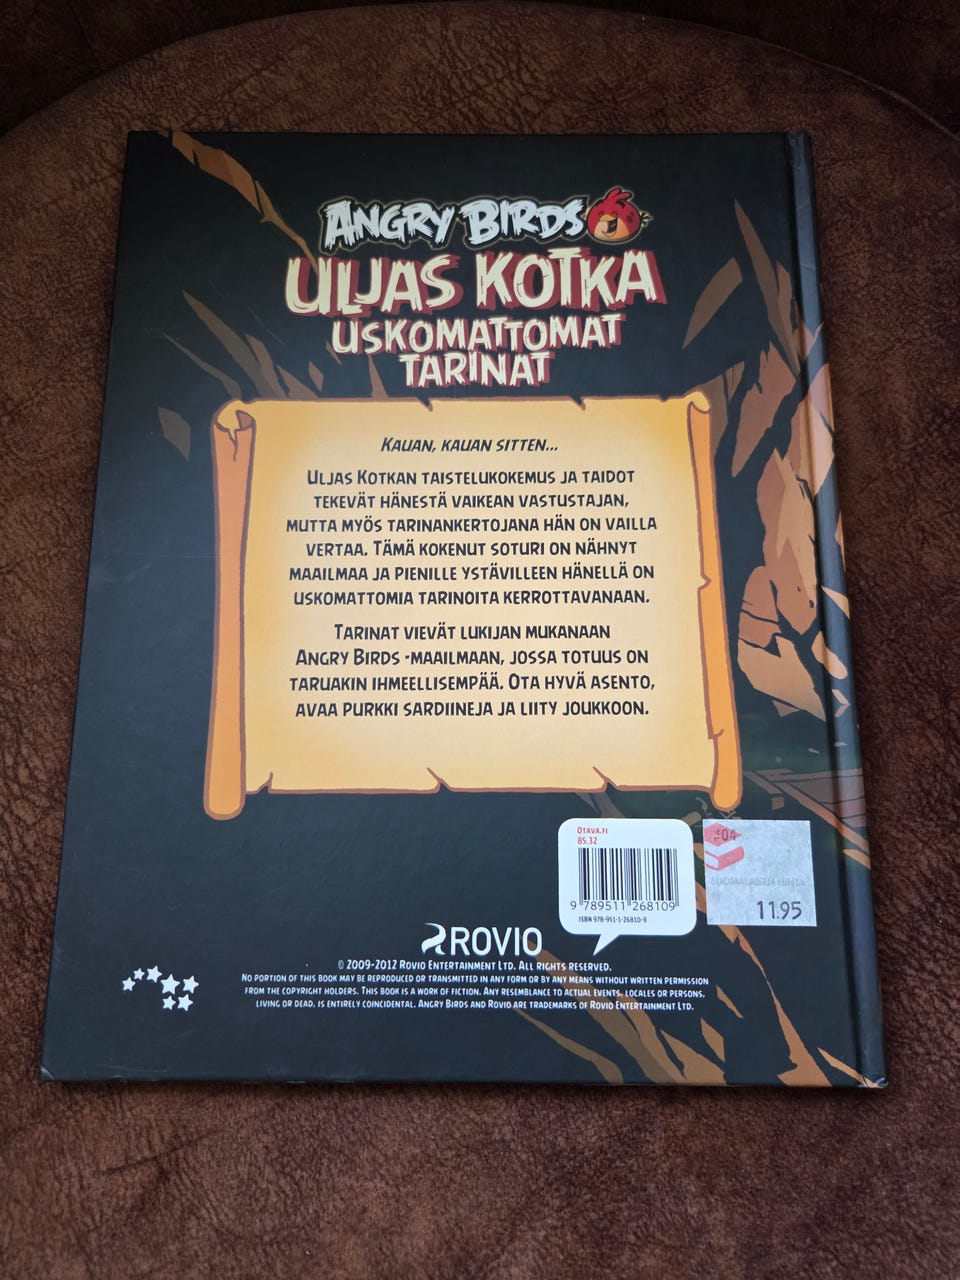 ANGRY BIRDS
ULJAS KOTKA
USKOMATTOMAT
TARINAT
KAUAN, KAUAN SITTEN...
ULJAS KOTKAN TAISTELUKOKEMUS JA TAIDOT
TEKEVÄT HÄNESTÄ VAIKEAN VASTUSTAJAN,
MUTTA MYÖS TARINANKERTOJANA HÄN ON VAILLA
VERTAA. TÄMÄ KOKENUT SOTURI ON NÄHNYT
MAAILMAA JA PIENILLE YSTÄVILLEEN HÄNELLÄ ON
USKOMATTOMIA TARINOITA KERROTTAVANAAN.
TARINAT VIEVÄT LUKIJAN MUKANAAN
ANGRY BIRDS -MAAILMAAN, JOSSA TOTUUS ON
TARUAKIN IHMEELLISEMPÄÄ. OTA HYVÄ ASENTO,
AVAA PURKKI SARDIINEJA JA LIITY JOUKKOON.
OTAVA.FI
85.32
9 789511 268109
ISBN 978-951-1-26810-9
04
SUOMALAISEN HINTA
11.95
ROVIO
© 2009-2012 ROVIO ENTERTAINMENT LTD. ALL RIGHTS RESERVED.
NO PORTION OF THIS BOOK MAY BE REPRODUCED OR TRANSMITTED IN ANY FORM OR BY ANY MEANS WITHOUT WRITTEN PERMISSION
FROM THE COPYRIGHT HOLDERS. THIS BOOK IS A WORK OF FICTION. ANY RESEMBLANCE TO ACTUAL EVENTS, LOCALES OR PERSONS,
LIVING OR DEAD, IS ENTIRELY COINCIDENTAL. ANGRY BIRDS AND ROVIO ARE TRADEMARKS OF ROVIO ENTERTAINMENT LTD.